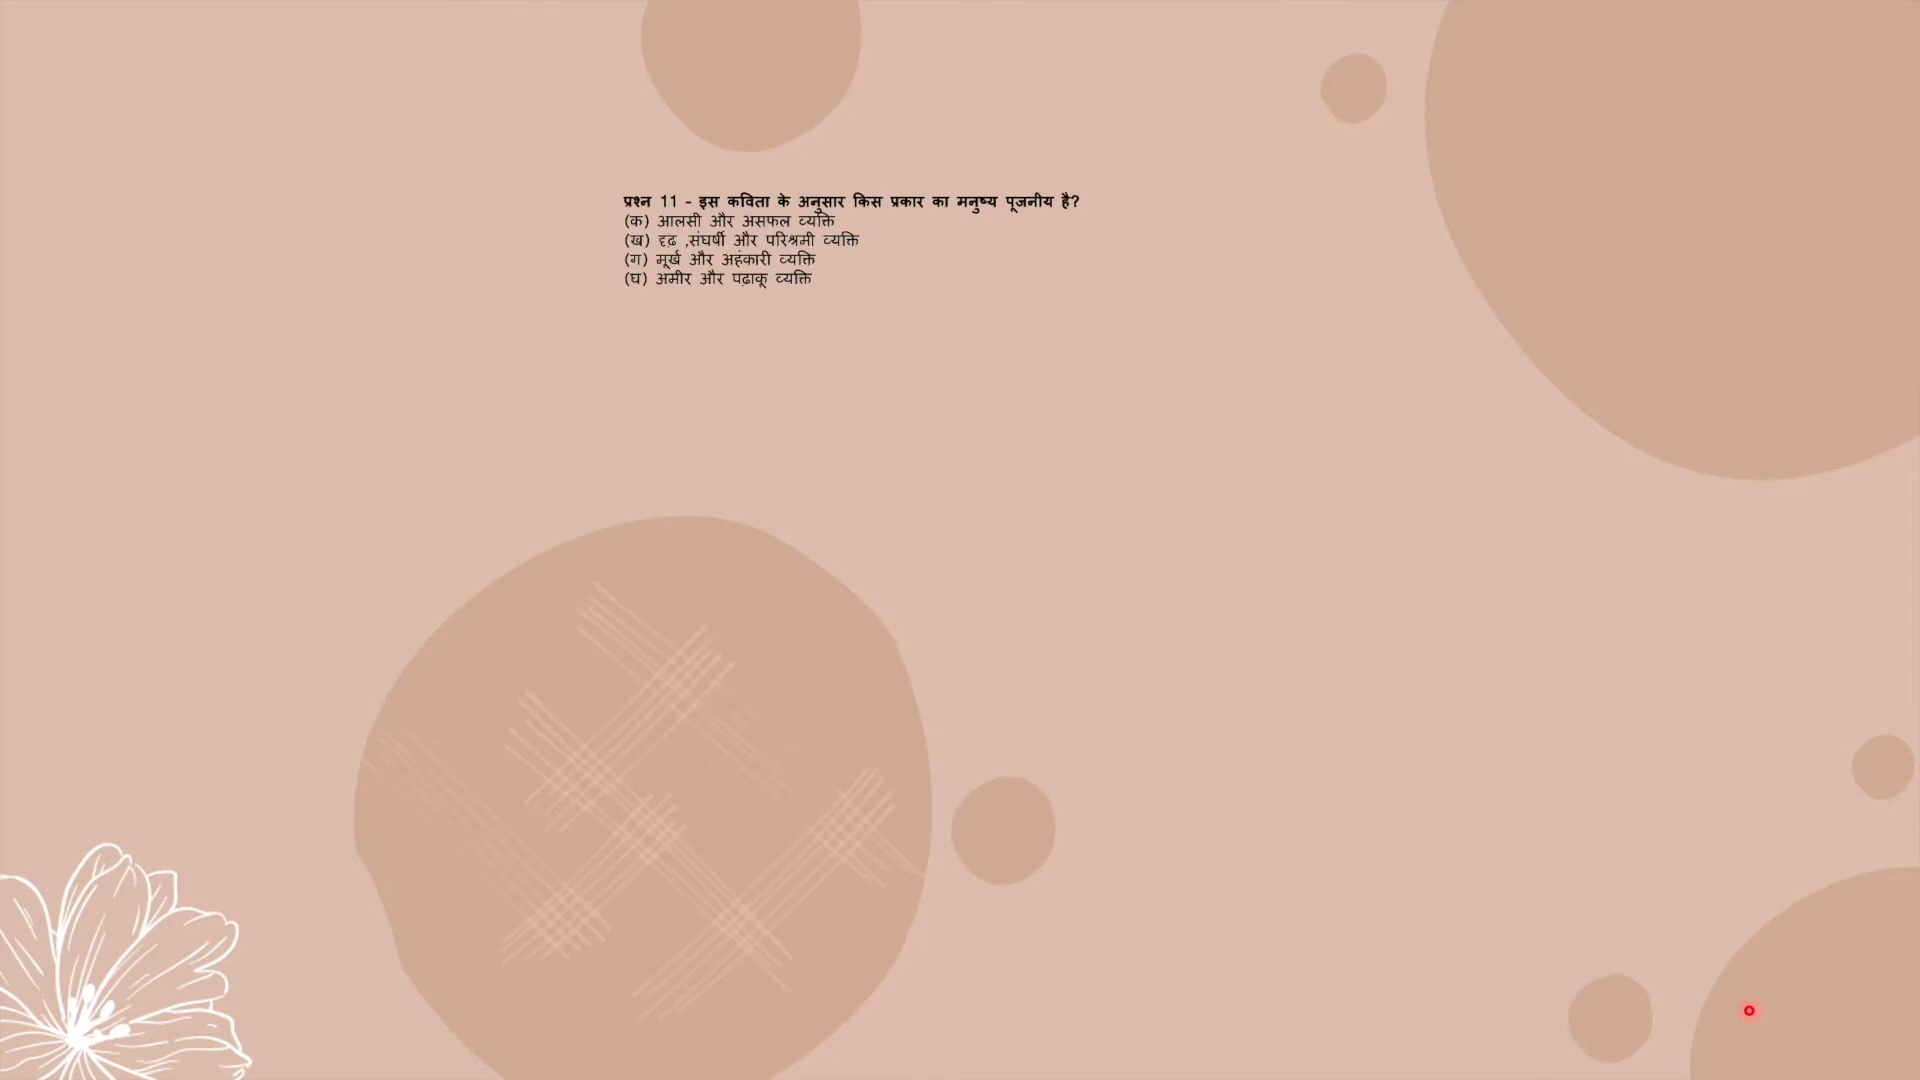 प्रश्न 11 - इस कविता के अनुसार किस प्रकार का मनुष्य पूजनीय है?
(क) आलसी और असफल व्यक्ति
(ख) दृढ़ ,संघर्षी और परिश्रमी व्यक्ति
(ग) मूर्ख और अहंकारी व्यक्ति
(घ) अमीर और पढ़ाकू व्यक्ति